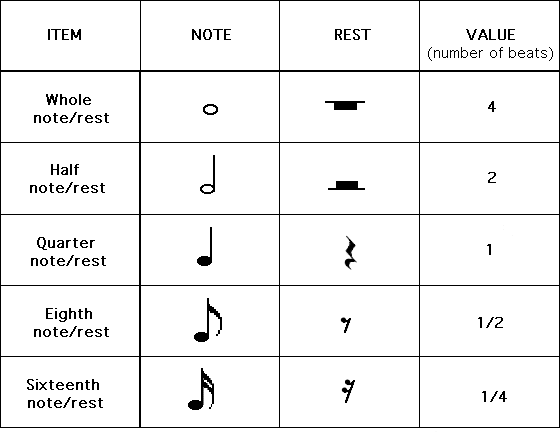 ITEM
NOTE
REST
VALUE
(number of beats)
Whole
note/rest
4
Half
note/rest
2
Quarter
note/rest
1
Eighth
note/rest
1/2
Sixteenth
note/rest
1/4